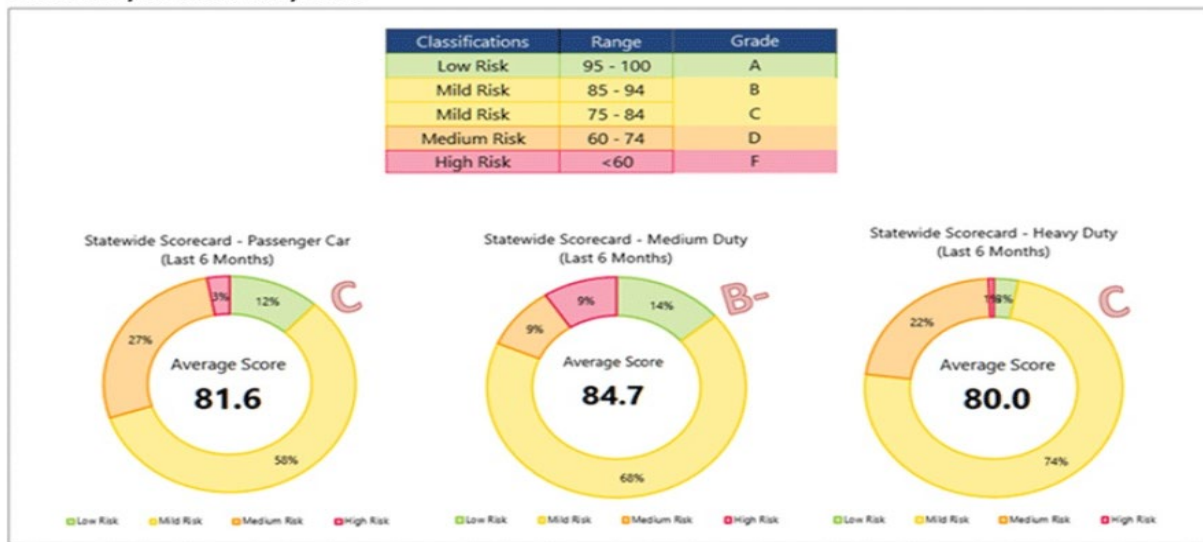 Classifications Range Grade
Low Risk 95 - 100 A
Mild Risk 85 - 94 B
Mild Risk 75 - 84 C
Medium Risk 60 - 74 D
High Risk <60 F
Statewide Scorecard - Passenger Car
(Last 6 Months)
C
3%
12%
27%
Average Score
81.6
58%
Low Risk Mild Risk Medium Risk High Risk
Statewide Scorecard - Medium Duty
(Last 6 Months)
B-
9%
14%
9%
Average Score
84.7
68%
Low Risk Mild Risk Medium Risk High Risk
Statewide Scorecard - Heavy Duty
(Last 6 Months)
C
22%
Average Score
80.0
74%
Low Risk Mild Risk Medium Risk High Risk